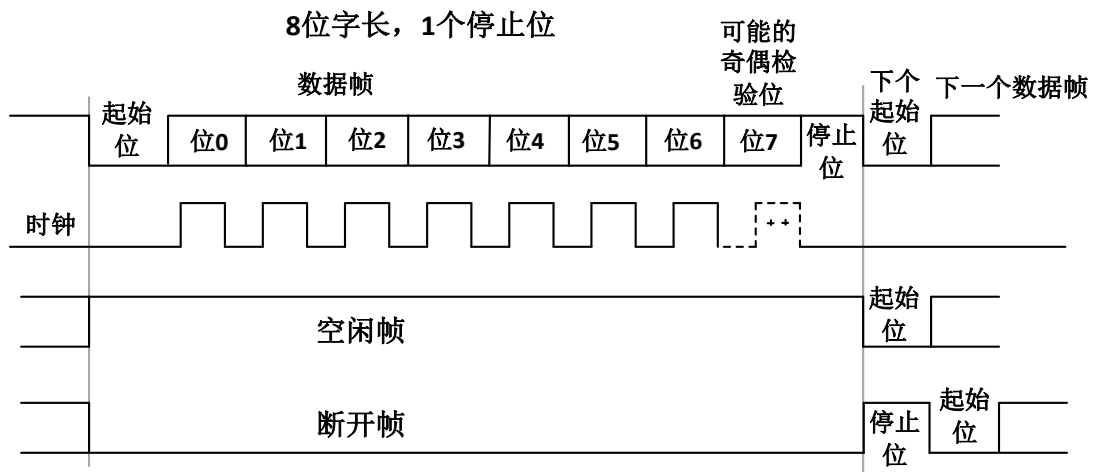 8位字长，1个停止位
可能的
奇偶检
验位
数据帧
下个
起始
位
下一个数据帧
起始
位
位0
位1
位2
位3
位4
位5
位6
位7
停止
位
时钟
++
空闲帧
起始
位
断开帧
停止
位
起始
位